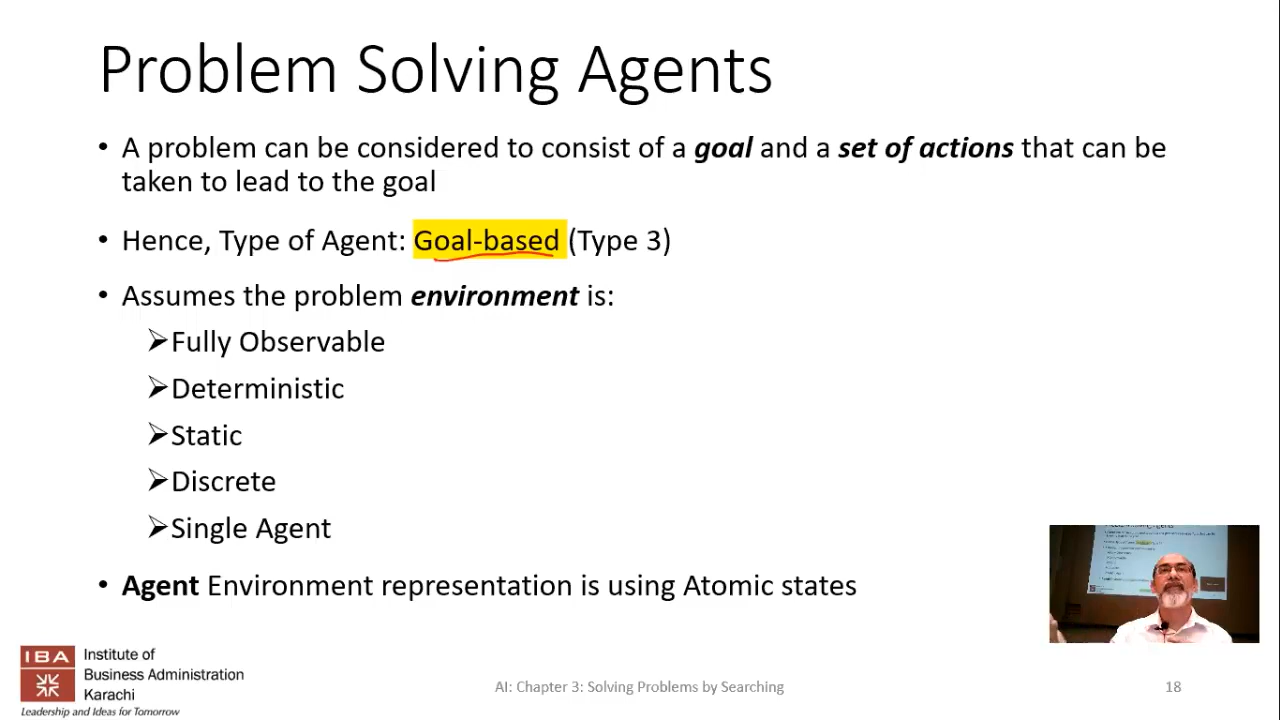 Problem Solving Agents
• A problem can be considered to consist of a goal and a set of actions that can be
taken to lead to the goal
• Hence, Type of Agent: Goal-based (Type 3)
• Assumes the problem environment is:
➢Fully Observable
➢Deterministic
➢Static
➢Discrete
➢Single Agent
• Agent Environment representation is using Atomic states
IBA
Institute of
Business Administration
Karachi
Leadership and Ideas for Tomorrow
AI: Chapter 3: Solving Problems by Searching
18